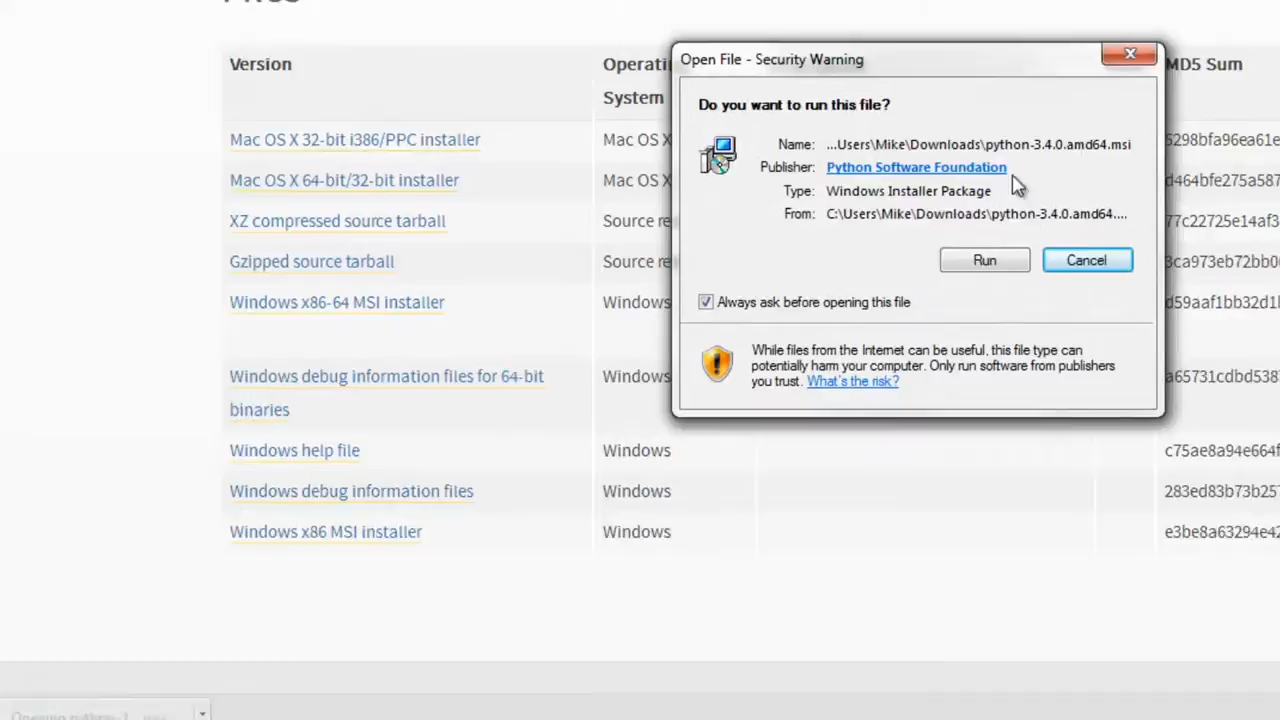 Version
Operati
System
MD5 Sum
Mac OS X 32-bit i386/PPC installer
Mac OS X
5298bfa96ea61e
Mac OS X 64-bit/32-bit installer
Mac OS X
d464bfe275a587
XZ compressed source tarball
Source re
77c22725e14af3
Gzipped source tarball
Source re
3ca973eb72bb0
Windows x86-64 MSI installer
Windows
d59aaf1bb32d1
Windows debug information files for 64-bit
binaries
Windows
a65731cdbd538
Windows help file
Windows
c75ae8a94e664f
Windows debug information files
Windows
283ed83b73b25
Windows x86 MSI installer
Windows
e3be8a63294e42
Open File - Security Warning
Do you want to run this file?
Name: ...Users\Mike\Downloads\python-3.4.0.amd64.msi
Publisher: Python Software Foundation
Type: Windows Installer Package
From: C:\Users\Mike\Downloads\python-3.4.0.amd64....
Run
Cancel
Always ask before opening this file
While files from the Internet can be useful, this file type can
potentially harm your computer. Only run software from publishers
you trust. What's the risk?